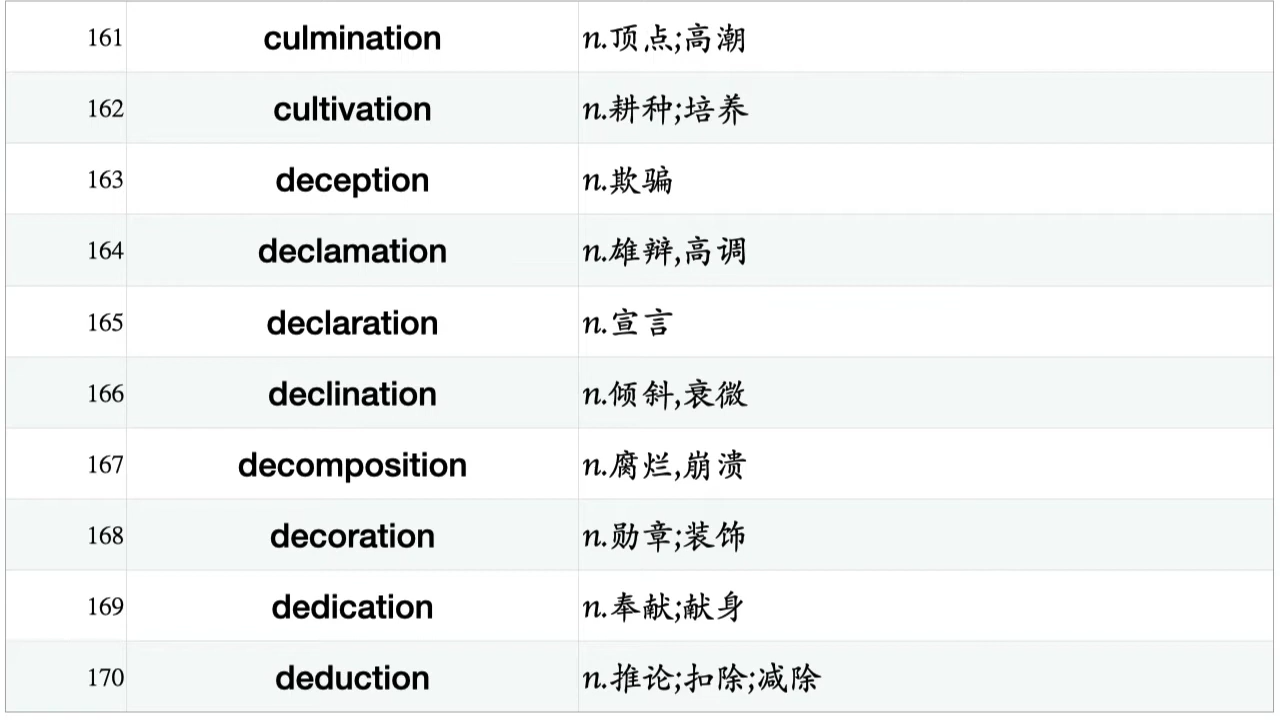 161 culmination n.顶点;高潮
162 cultivation n.耕种;培养
163 deception n.欺骗
164 declamation n.雄辩,高调
165 declaration n.宣言
166 declination n.倾斜,衰微
167 decomposition n.腐烂,崩溃
168 decoration n.勋章;装饰
169 dedication n.奉献;献身
170 deduction n.推论;扣除;减除